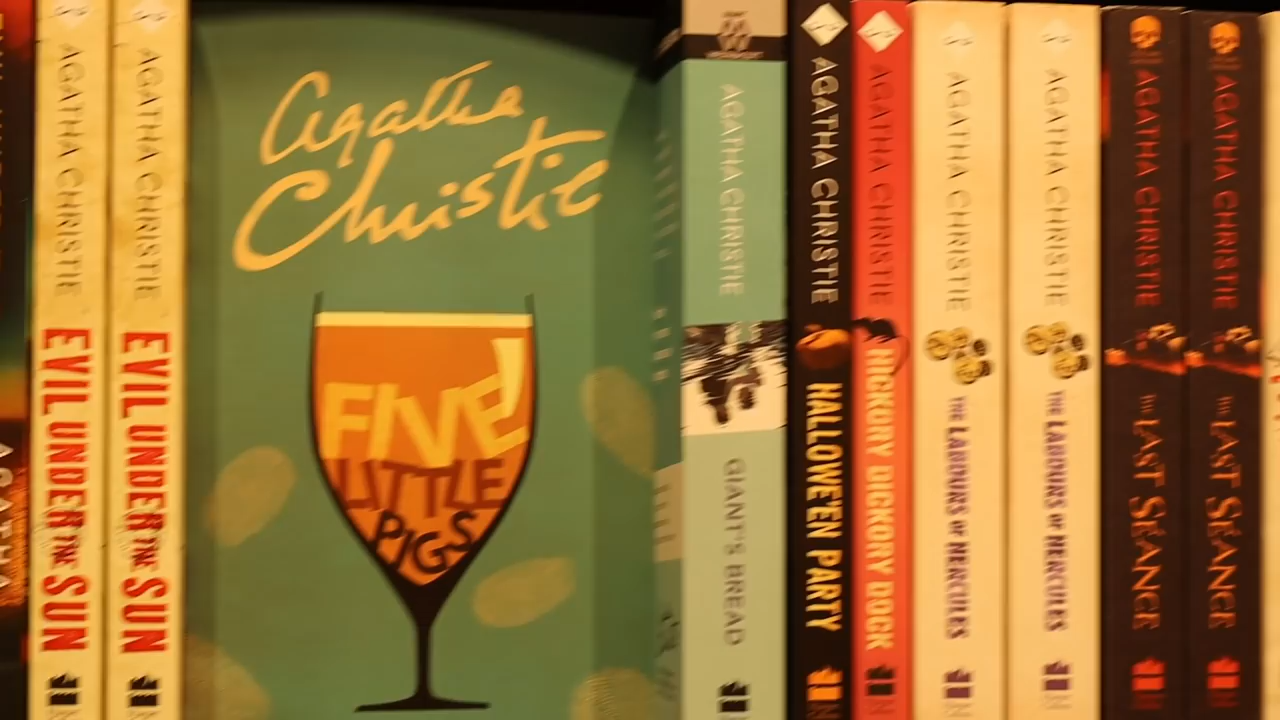 AGATHA
AGATHA CHRISTIE EVIL UNDER THE SUN
AGATHA CHRISTIE EVIL UNDER THE SUN
Agatha
Christie
FIVE
LITTLE
PIGS
AGATHA CHRISTIE GIANT'S BREAD
AGATHA CHRISTIE HALLOWE'EN PARTY
AGATHA CHRISTIE HICKORY DICKORY DOCK
AGATHA CHRISTIE THE LABOURS OF HERCULES
AGATHA CHRISTIE THE LABOURS OF HERCULES
AGATHA CHRISTIE THE LAST SÉANCE
AGATHA CHRISTIE THE LAST SÉANCE